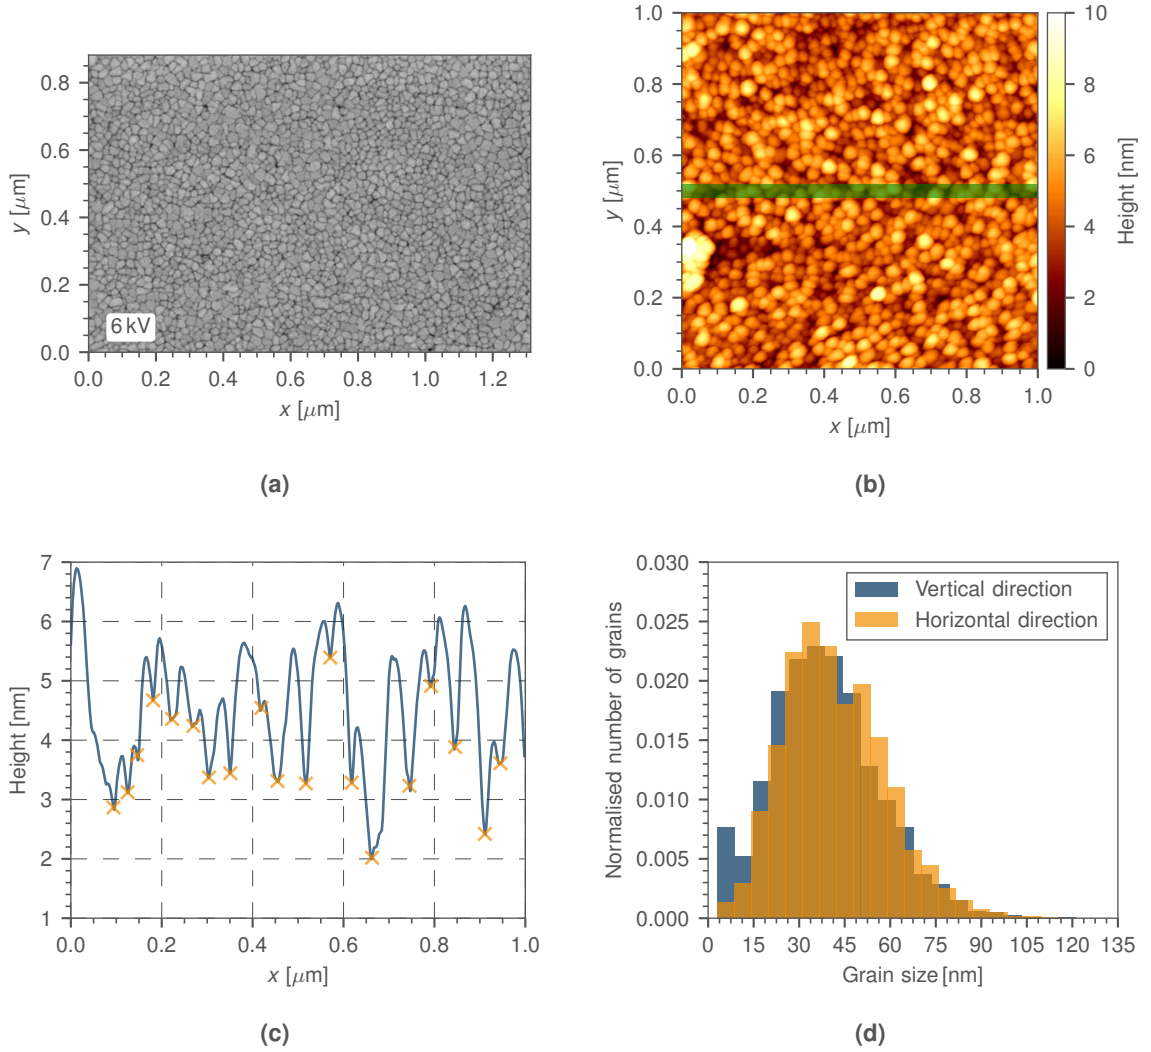 0.8
0.6
0.4
0.2
0.0
y [μm]
6 kV
0.0 0.2 0.4 0.6 0.8 1.0 1.2
x [μm]
(a)
1.0
0.8
0.6
0.4
0.2
0.0
y [μm]
0.0 0.2 0.4 0.6 0.8 1.0
x [μm]
10
8
6
4
2
0
Height [nm]
(b)
7
6
5
4
3
2
1
Height [nm]
0.0 0.2 0.4 0.6 0.8 1.0
x [μm]
(c)
0.030
0.025
0.020
0.015
0.010
0.005
0.000
Normalised number of grains
Vertical direction
Horizontal direction
0 15 30 45 60 75 90 105 120 135
Grain size [nm]
(d)